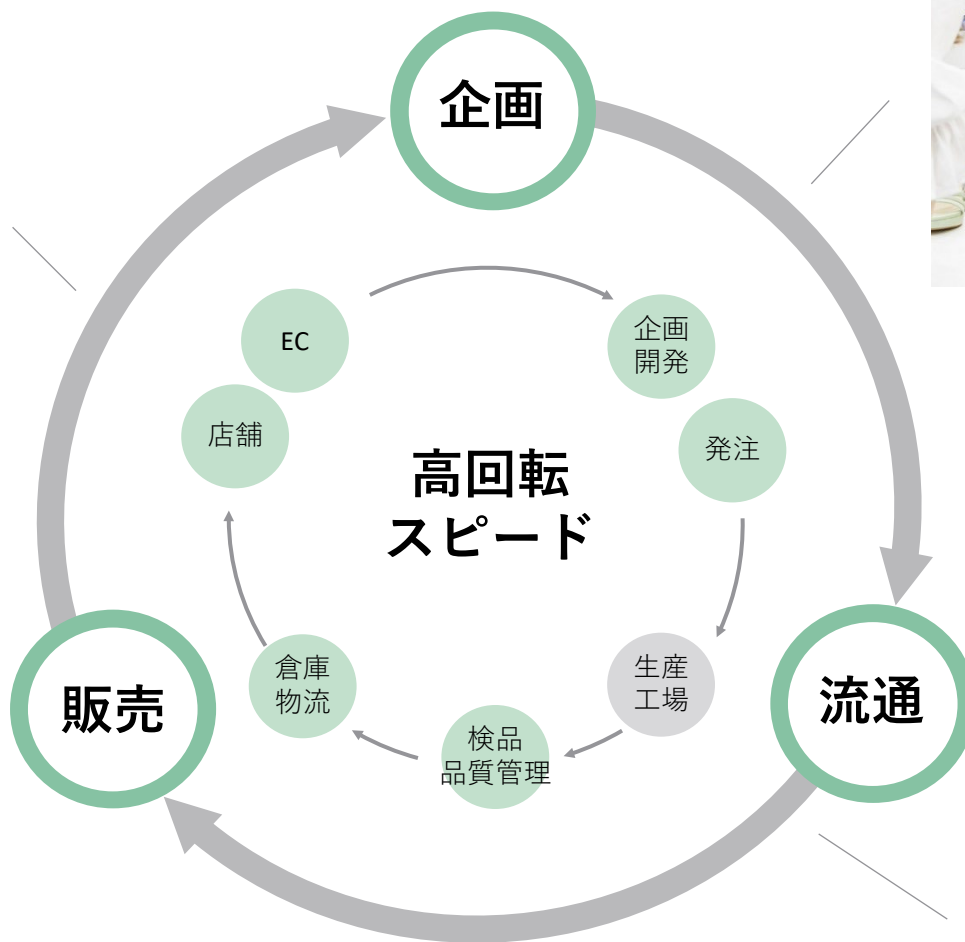 企画
EC
企画
開発
店舗
発注
高回転
スピード
生産
工場
倉庫
物流
販売
流通
検品
品質管理